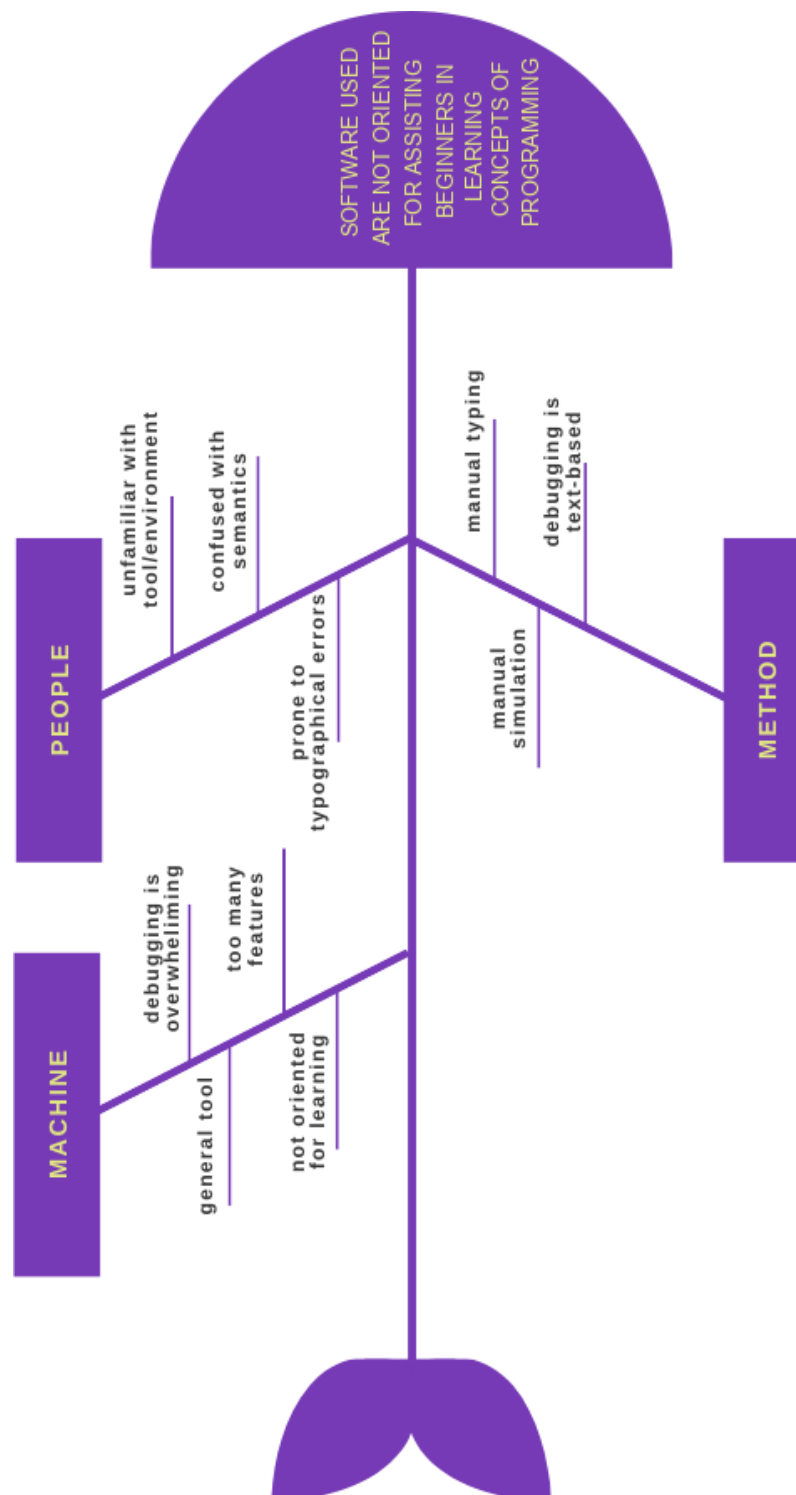 SOFTWARE USED
ARE NOT ORIENTED
FOR ASSISTING
BEGINNERS IN
LEARNING
CONCEPTS OF
PROGRAMMING
MACHINE
debugging is
overwheliming
general tool
too many
features
not oriented
for learning
PEOPLE
unfamiliar with
tool/environment
confused with
semantics
prone to
typographical errors
manual typing
manual
simulation
debugging is
text-based
METHOD